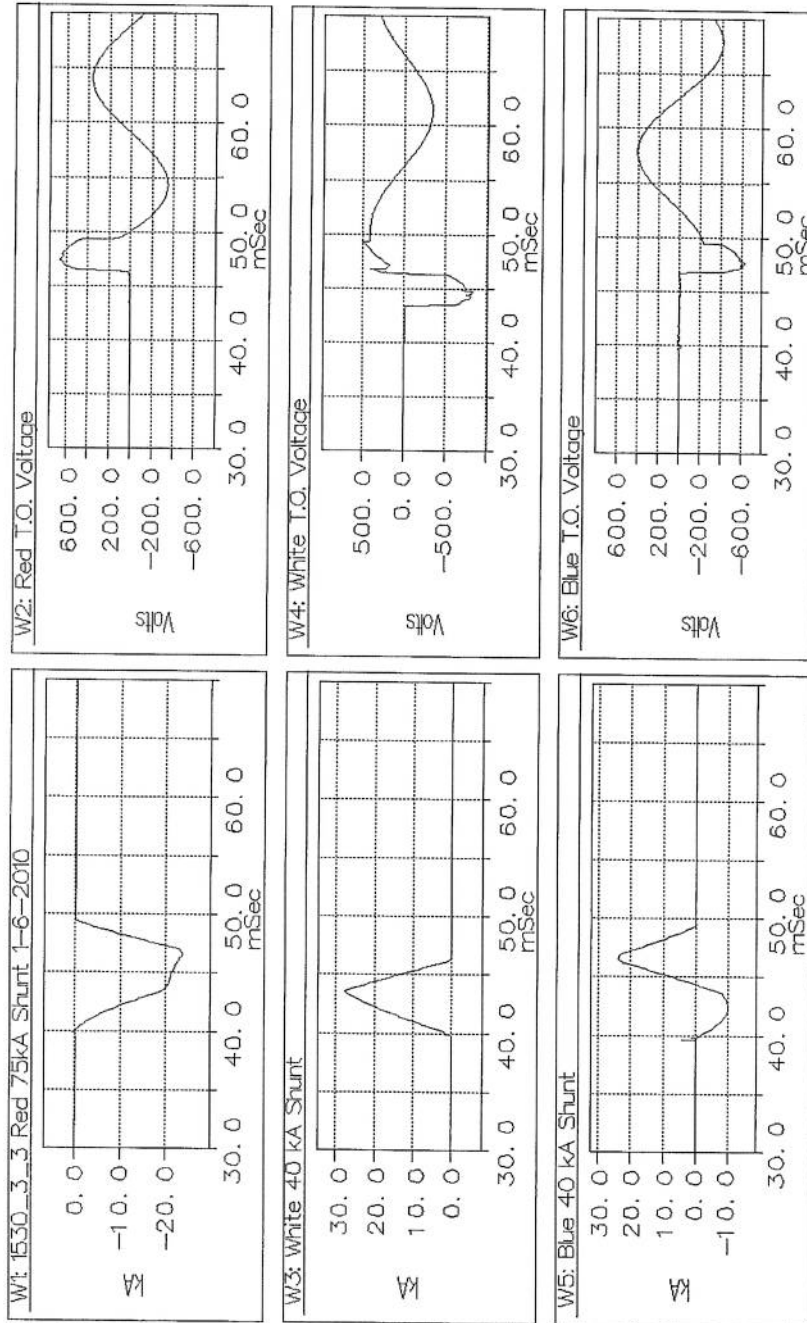 W1: 1530_3_3 Red 75kA Shunt 1-6-2010
kA
0. 0
-10. 0
-20. 0
30. 0 40. 0 50. 0 60. 0
mSec
W2: Red T.O. Voltage
Volts
600. 0
200. 0
-200. 0
-600. 0
30. 0 40. 0 50. 0 60. 0
mSec
W3: White 40 kA Shunt
kA
30. 0
20. 0
10. 0
0. 0
30. 0 40. 0 50. 0 60. 0
mSec
W4: White T.O. Voltage
Volts
500. 0
0. 0
-500. 0
30. 0 40. 0 50. 0 60. 0
mSec
W5: Blue 40 kA Shunt
kA
30. 0
20. 0
10. 0
0. 0
-10. 0
30. 0 40. 0 50. 0 60. 0
mSec
W6: Blue T.O. Voltage
Volts
600. 0
200. 0
-200. 0
-600. 0
30. 0 40. 0 50. 0 60. 0
mSec